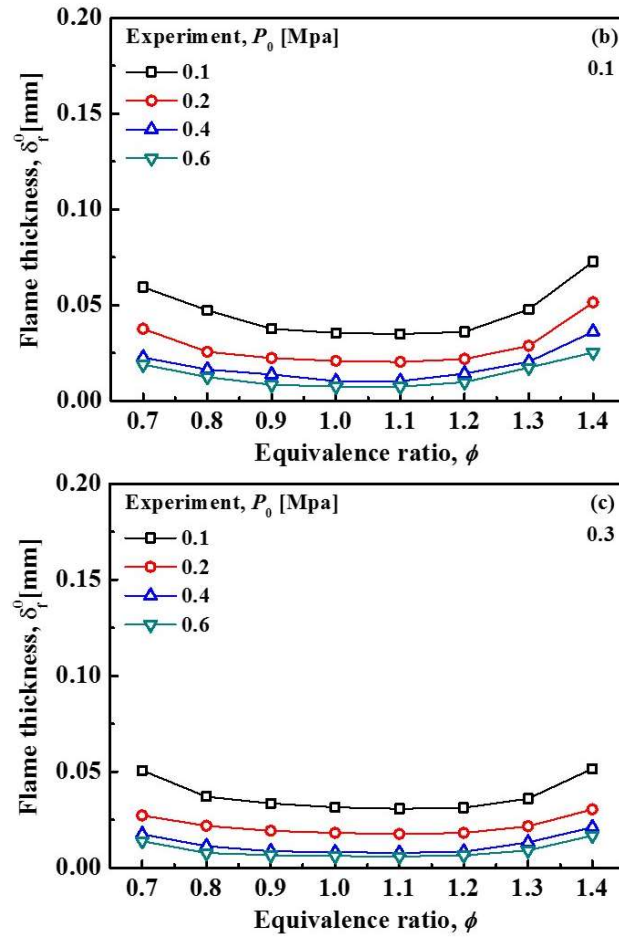 Experiment, P₀ [Mpa] (b)
0.1 0.1
0.2
0.4
0.6
Flame thickness, δ⁰f [mm]
0.20
0.15
0.10
0.05
0.00
0.7 0.8 0.9 1.0 1.1 1.2 1.3 1.4
Equivalence ratio, ϕ
Experiment, P₀ [Mpa] (c)
0.1 0.3
0.2
0.4
0.6
Flame thickness, δ⁰f [mm]
0.20
0.15
0.10
0.05
0.00
0.7 0.8 0.9 1.0 1.1 1.2 1.3 1.4
Equivalence ratio, ϕ